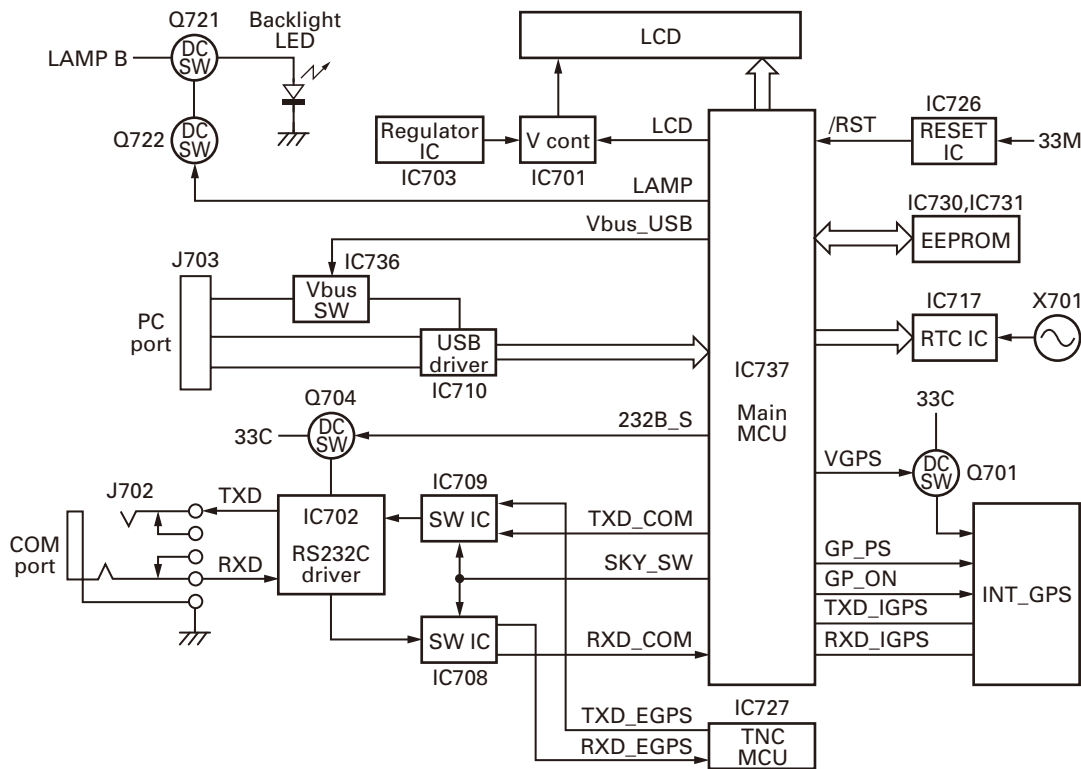 Q721
Backlight
LED
LAMP B
DC
SW
Q722
DC
SW
LCD
Regulator
IC
IC703
V cont
IC701
LCD
LAMP
Vbus_USB
/RST
IC726
RESET
IC
33M
IC730,IC731
EEPROM
IC717
RTC IC
X701
J703
PC
port
IC736
Vbus
SW
USB
driver
IC710
IC737
Main
MCU
Q704
33C
DC
SW
232B_S
33C
VGPS
DC
SW
Q701
J702
COM
port
TXD
RXD
IC702
RS232C
driver
IC709
SW IC
TXD_COM
SKY_SW
SW IC
IC708
RXD_COM
GP_PS
GP_ON
TXD_IGPS
RXD_IGPS
INT_GPS
TXD_EGPS
RXD_EGPS
IC727
TNC
MCU